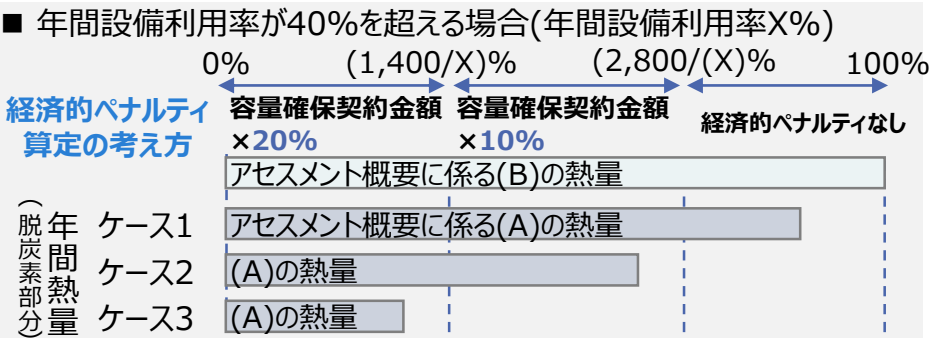 ■ 年間設備利用率が40%を超える場合(年間設備利用率X%)
0% (1,400/X)% (2,800/(X)% 100%
経済的ペナルティ
算定の考え方
容量確保契約金額
×20%
容量確保契約金額
×10%
経済的ペナルティなし
アセスメント概要に係る(B)の熱量
年間熱量
(脱炭素部分)
ケース1 アセスメント概要に係る(A)の熱量
ケース2 (A)の熱量
ケース3 (A)の熱量